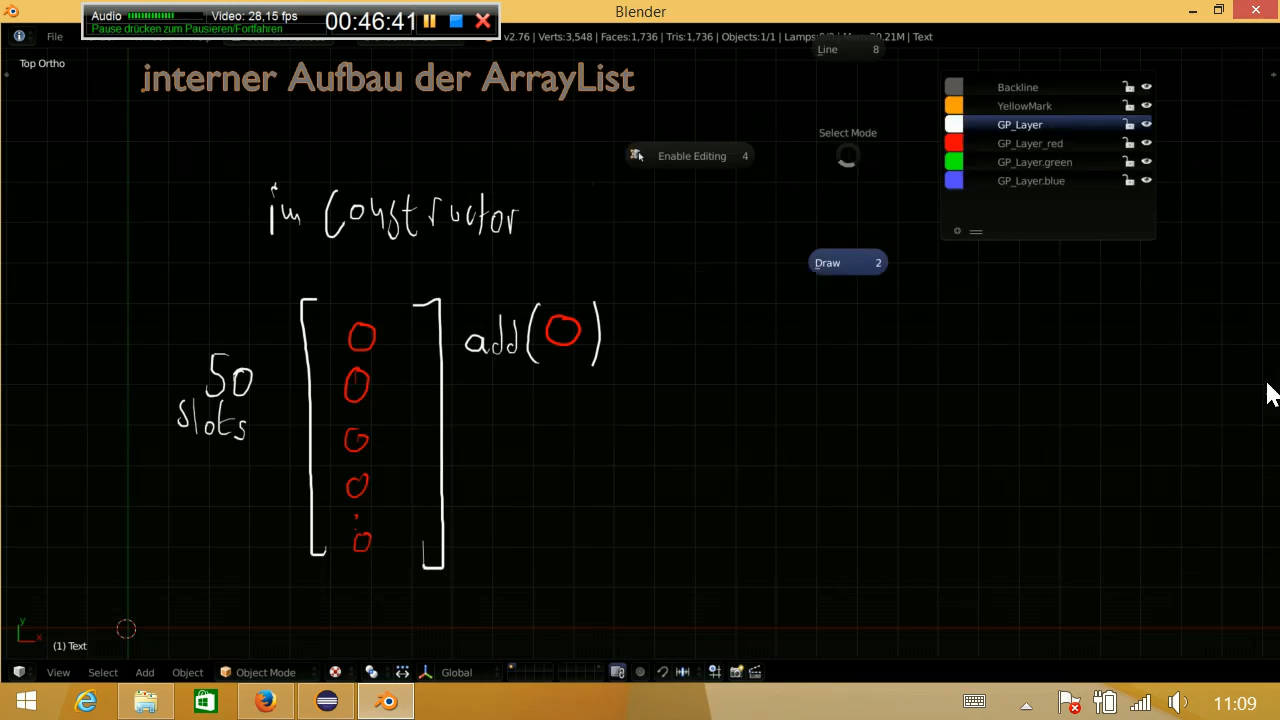 Audio
Video: 28,15 fps
00:46:41
Pause drücken zum Pausieren/Fortfahren
Blender
File
v2.76 | Verts:3,548 | Faces:1,736 | Tris:1,736 | Objects:1/1 |
21M | Text
Top Ortho
interner Aufbau der ArrayList
Line 8
Backline
YellowMark
GP_Layer
GP_Layer_red
GP_Layer.green
GP_Layer.blue
Select Mode
Enable Editing 4
Draw 2
im Constructor
add(O)
50
slots
y
x
(1) Text
View Select Add Object Object Mode Global
11:09